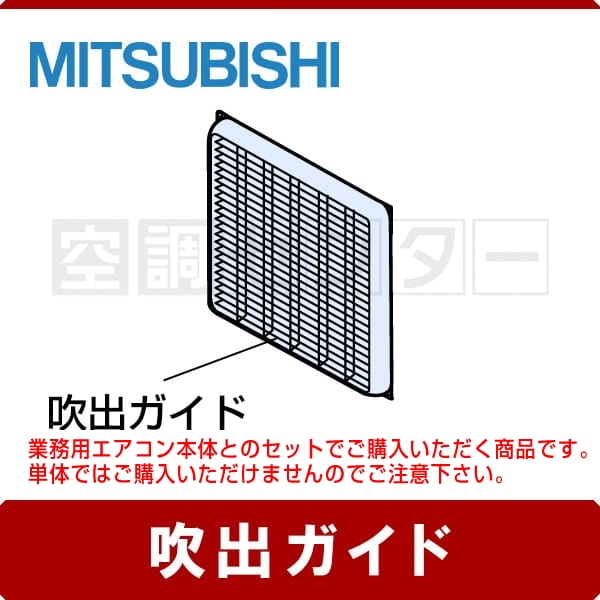 MITSUBISHI
空調センター
吹出ガイド
業務用エアコン本体とのセットでご購入いただく商品です。
単体ではご購入いただけませんのでご注意下さい。
吹出ガイド